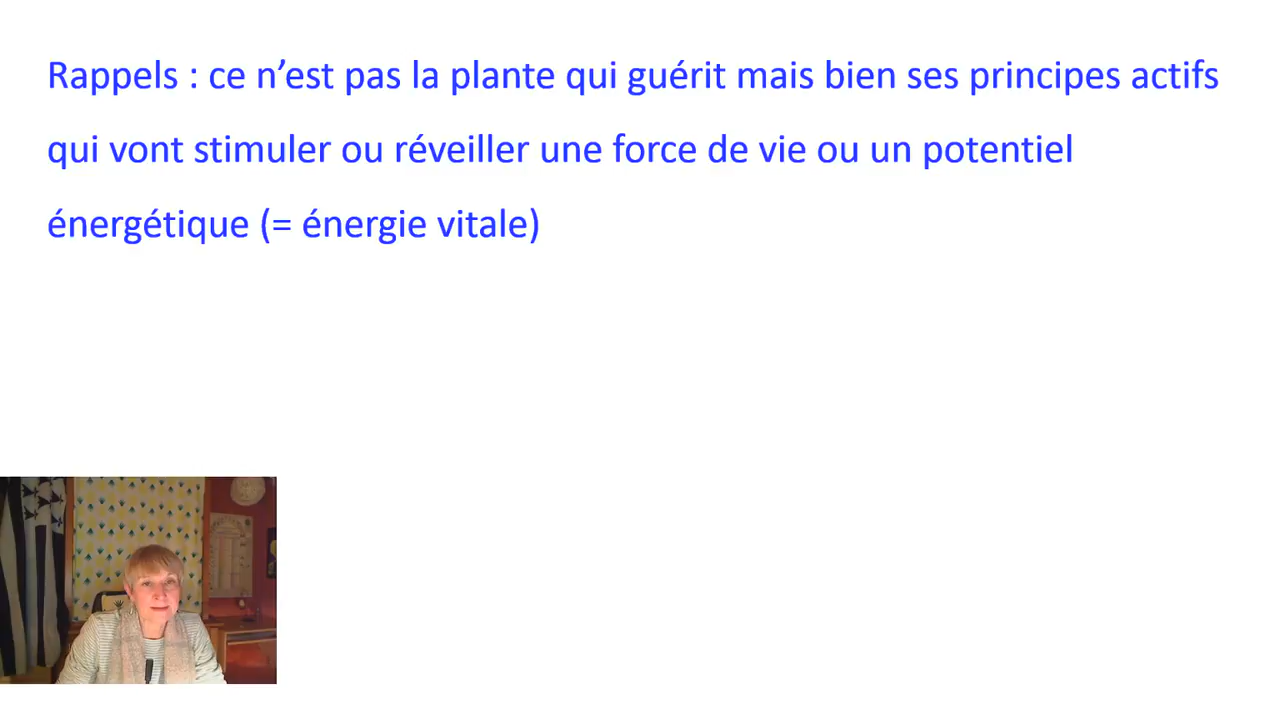 Rappels : ce n’est pas la plante qui guérit mais bien ses principes actifs
qui vont stimuler ou réveiller une force de vie ou un potentiel
énergétique (= énergie vitale)